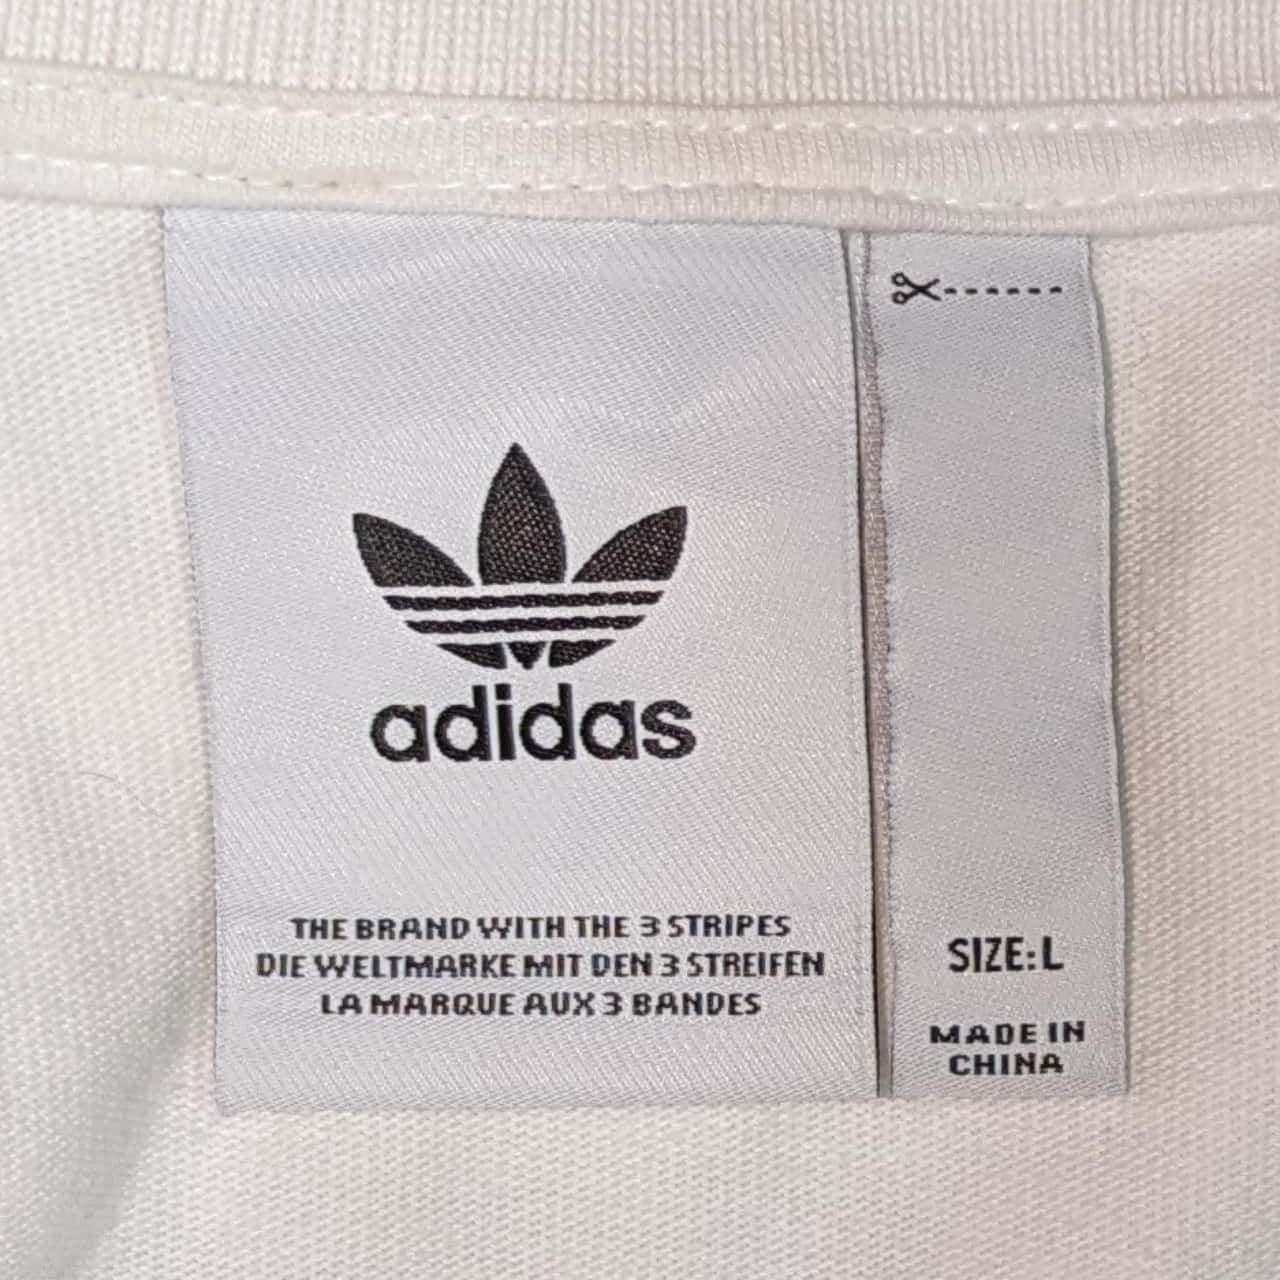 adidas
THE BRAND WITH THE 3 STRIPES
DIE WELTMARKE MIT DEN 3 STREIFEN
LA MARQUE AUX 3 BANDES
SIZE: L
MADE IN
CHINA